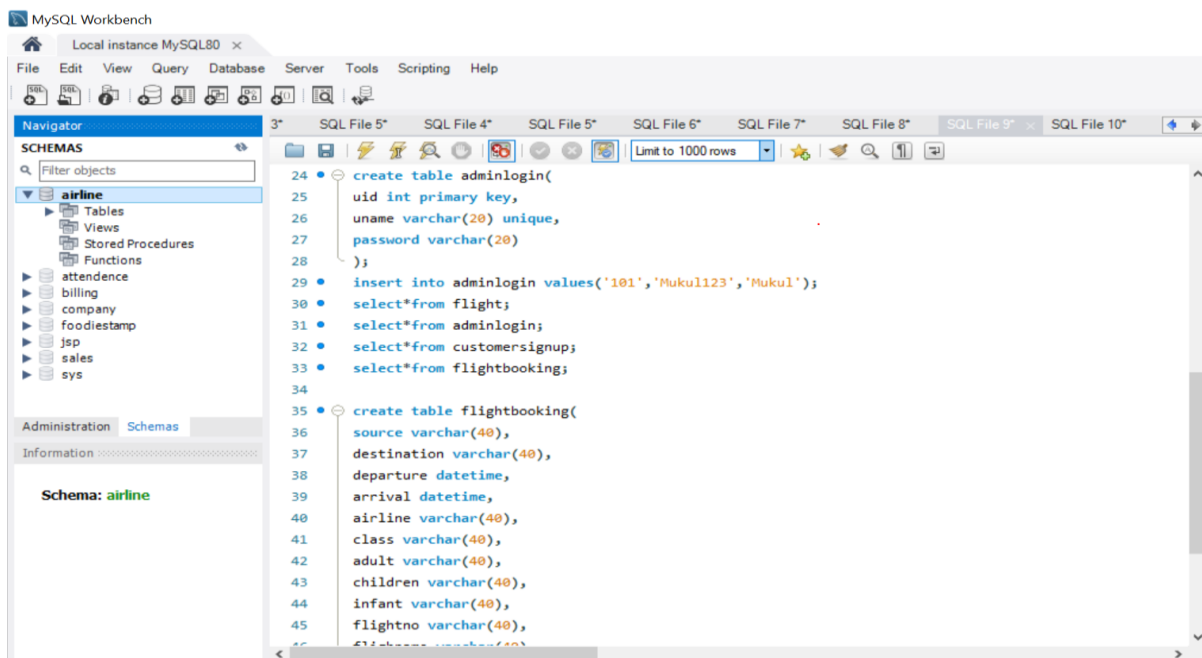 MySQL Workbench
Local instance MySQL80
File Edit View Query Database Server Tools Scripting Help
Navigator
SCHEMAS
Filter objects
airline
Tables
Views
Stored Procedures
Functions
attendence
billing
company
foodiestamp
jsp
sales
sys
Administration Schemas
Information
Schema: airline
3* SQL File 5* SQL File 4* SQL File 5* SQL File 6* SQL File 7* SQL File 8* SQL File 9* SQL File 10*
Limit to 1000 rows
24 create table adminlogin(
25 uid int primary key,
26 uname varchar(20) unique,
27 password varchar(20)
28 );
29 insert into adminlogin values('101','Mukul123','Mukul');
30 select*from flight;
31 select*from adminlogin;
32 select*from customersignup;
33 select*from flightbooking;
34
35 create table flightbooking(
36 source varchar(40),
37 destination varchar(40),
38 departure datetime,
39 arrival datetime,
40 airline varchar(40),
41 class varchar(40),
42 adult varchar(40),
43 children varchar(40),
44 infant varchar(40),
45 flightno varchar(40),